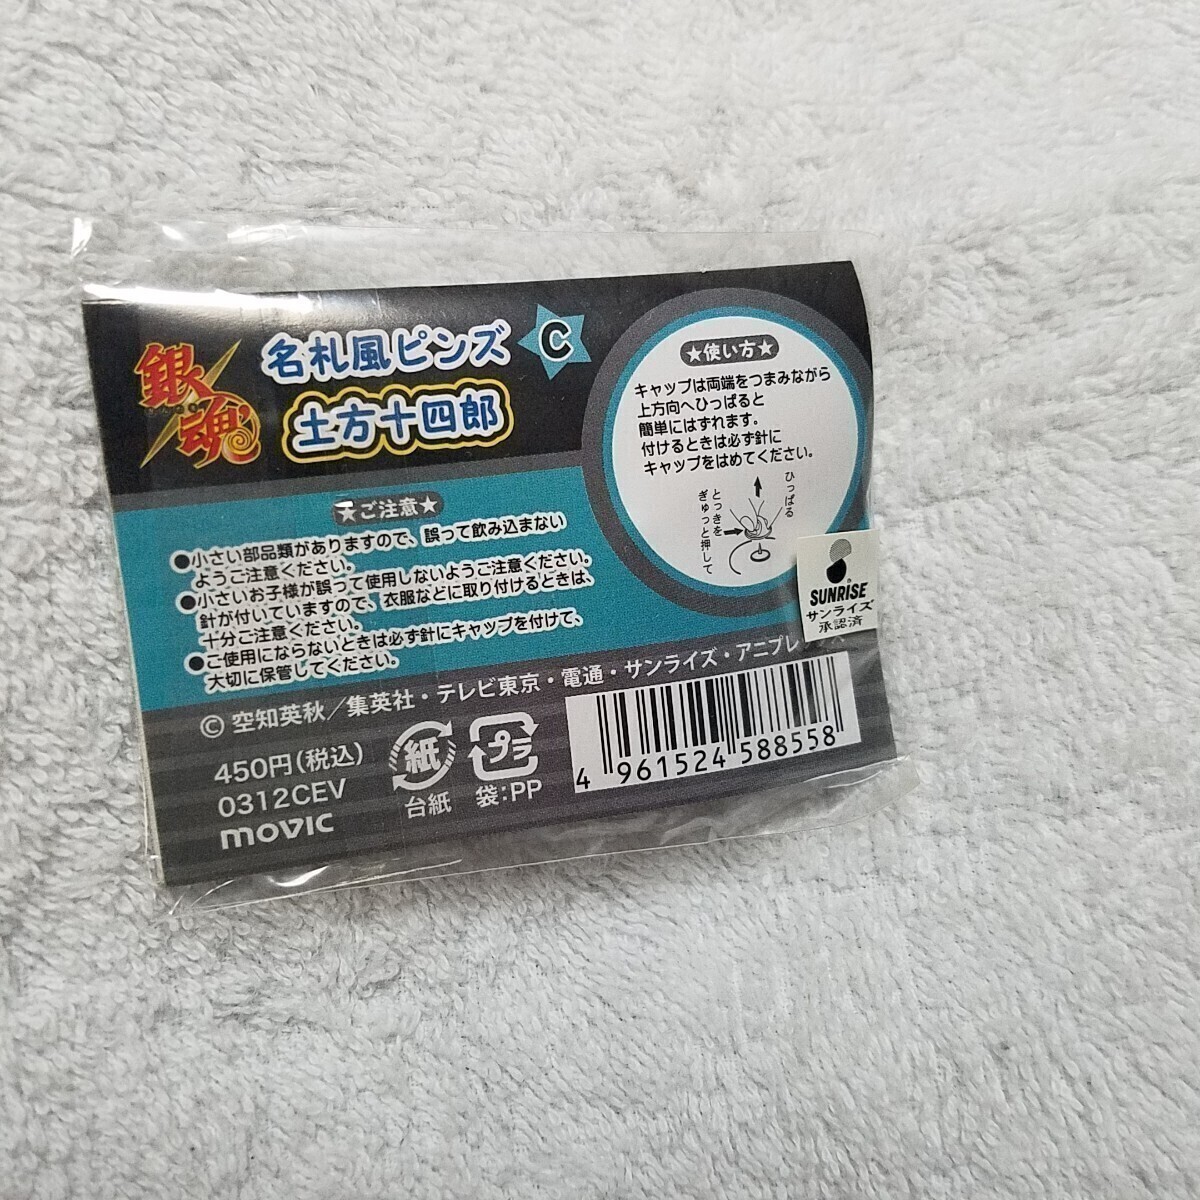 銀魂
名札風ピンズ C
土方十四郎
★使い方★
キャップは両端をつまみながら
上方向へひっぱると
簡単にはずれます。
付けるときは必ず針に
キャップをはめてください。
ひっぱる
とっきを
ぎゅっと押して
★ご注意★
●小さい部品類がありますので、誤って飲み込まない
ようご注意ください。
●小さいお子様が誤って使用しないようご注意ください。
針が付いていますので、衣服などに取り付けるときは、
十分ご注意ください。
●ご使用にならないときは必ず針にキャップを付けて、
大切に保管してください。
SUNRISE
サンライズ
承認済
© 空知英秋／集英社・テレビ東京・電通・サンライズ・アニプレ
450円(税込)
0312CEV
movic
紙
台紙
プラ
袋:PP
4 961524 588558